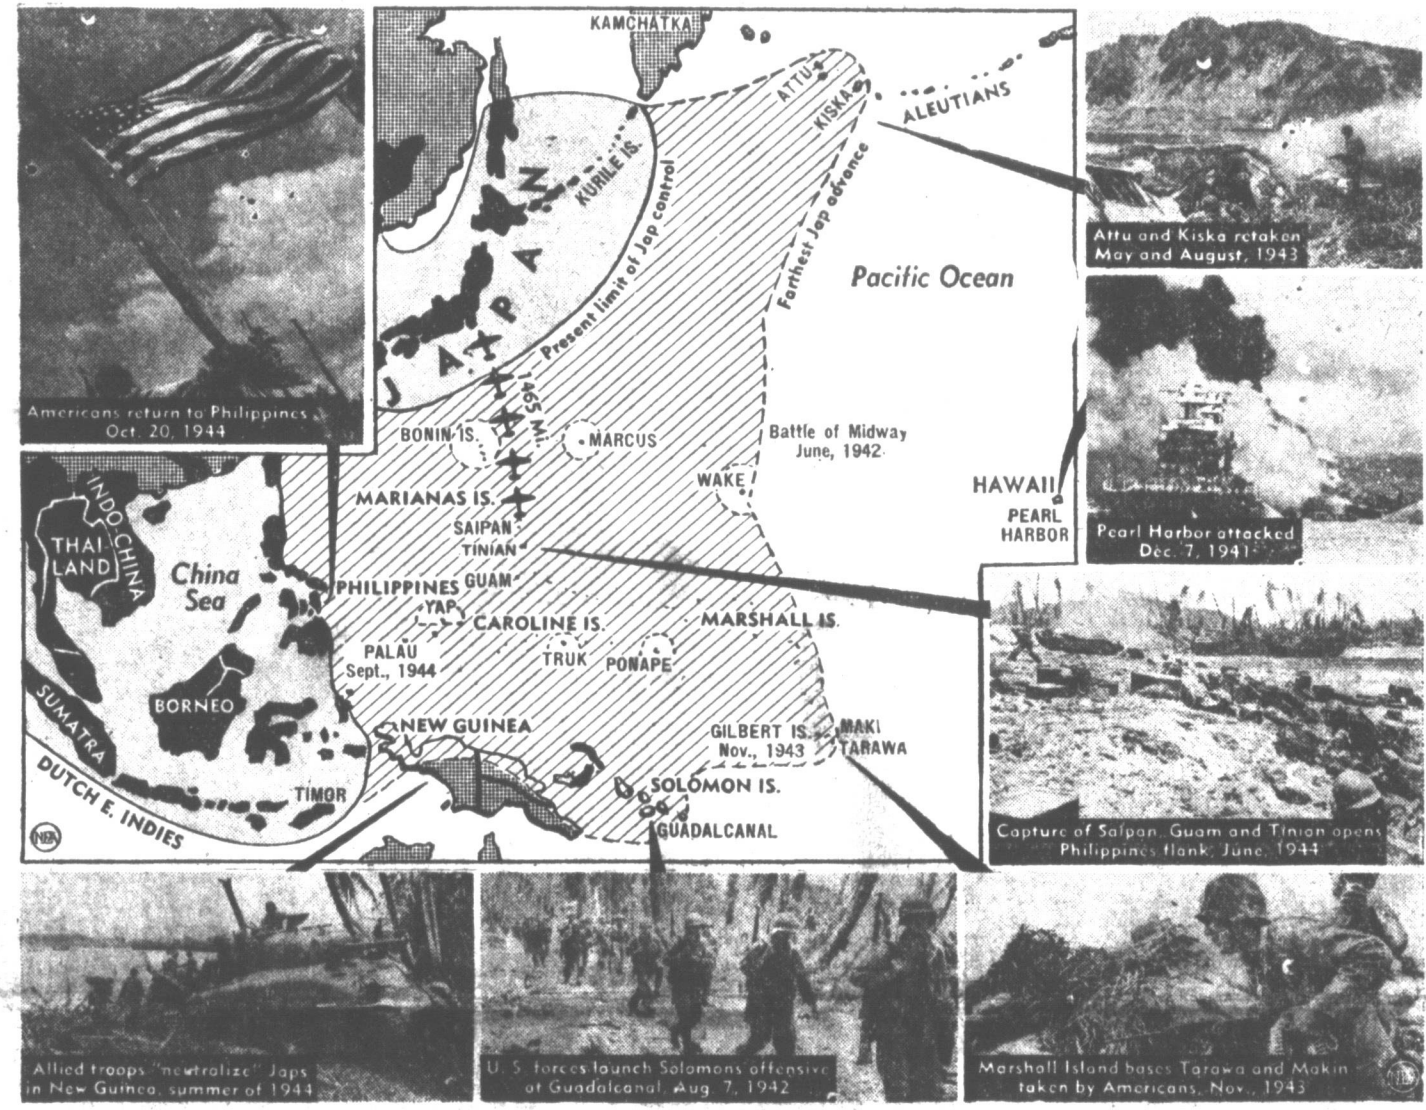 Americans return to Philippines
Oct. 20, 1944
KAMCHATKA
ATTU
KISKA
ALEUTIANS
KURILE IS.
JAPAN
Present limit of Jap control
Farthest Jap advance
Pacific Ocean
Attu and Kiska retaken
May and August, 1943
1465 MI.
BONIN IS.
MARCUS
Battle of Midway
June, 1942
WAKE
HAWAII
PEARL
HARBOR
Pearl Harbor attacked
Dec. 7, 1941
MARIANAS IS.
SAIPAN
TINIAN
GUAM
INDO-CHINA
THAI-
LAND
China
Sea
PHILIPPINES
YAP
CAROLINE IS.
MARSHALL IS.
PALAU
Sept., 1944
TRUK
PONAPE
BORNEO
SUMATRA
NEW GUINEA
GILBERT IS.
Nov., 1943
MAKI
TARAWA
DUTCH E. INDIES
TIMOR
SOLOMON IS.
GUADALCANAL
NEA
Capture of Saipan, Guam and Tinian opens
Philippines flank, June, 1944
Allied troops "newtralize" Japs
in New Guinea, summer of 1944
U. S. forces launch Solomons offensive
at Guadalcanal, Aug. 7, 1942
Marshall Island bases Tarawa and Makin
taken by Americans, Nov., 1943
NEA